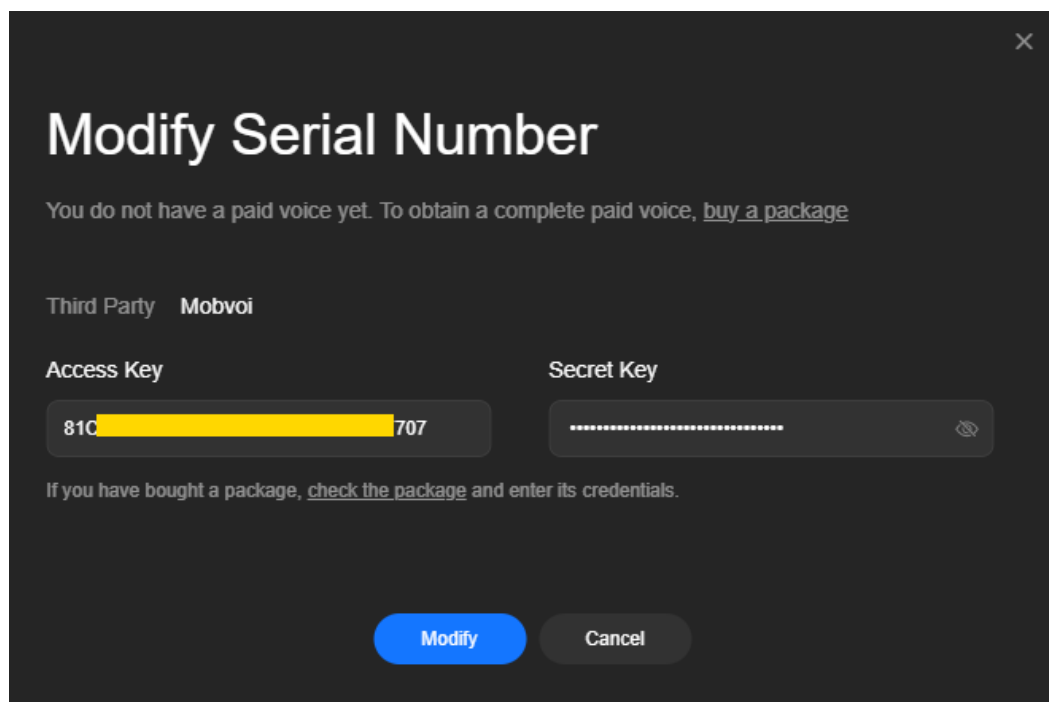 Modify Serial Number
You do not have a paid voice yet. To obtain a complete paid voice, buy a package
Third Party Mobvoi
Access Key Secret Key
81C 707 ••••••••••••••••••••••••••••••••
If you have bought a package, check the package and enter its credentials.
Modify Cancel